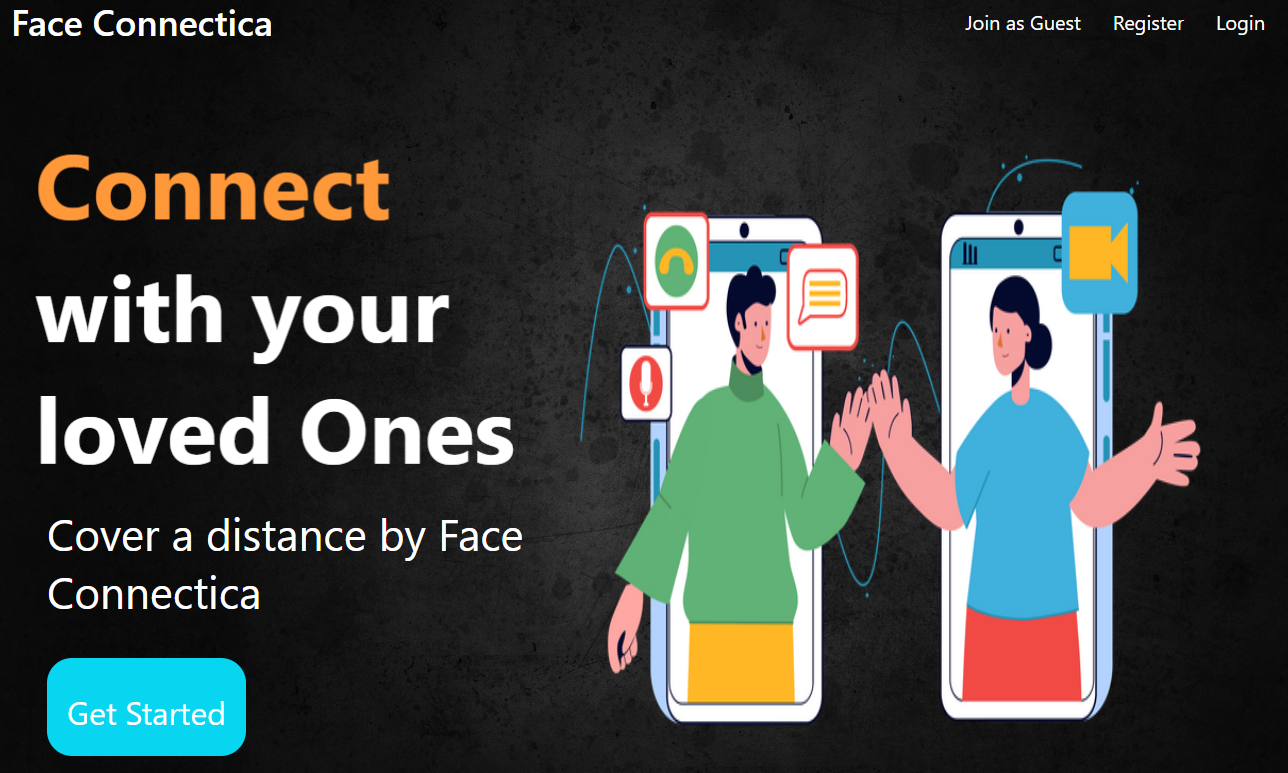 Face Connectica
Join as Guest Register Login
Connect
with your
loved Ones
Cover a distance by Face
Connectica
Get Started